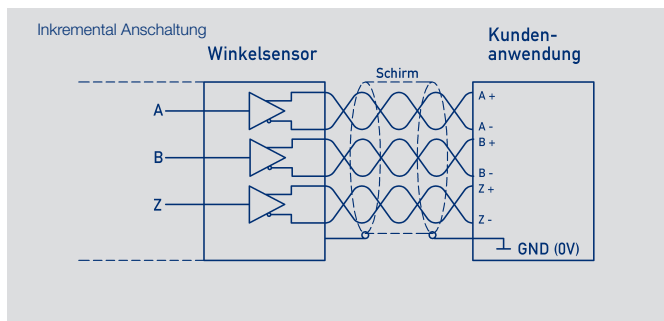 Inkremental Anschaltung
Winkelsensor
Kunden-
anwendung
Schirm
A
B
Z
A +
A -
B +
B -
Z +
Z -
GND (0V)